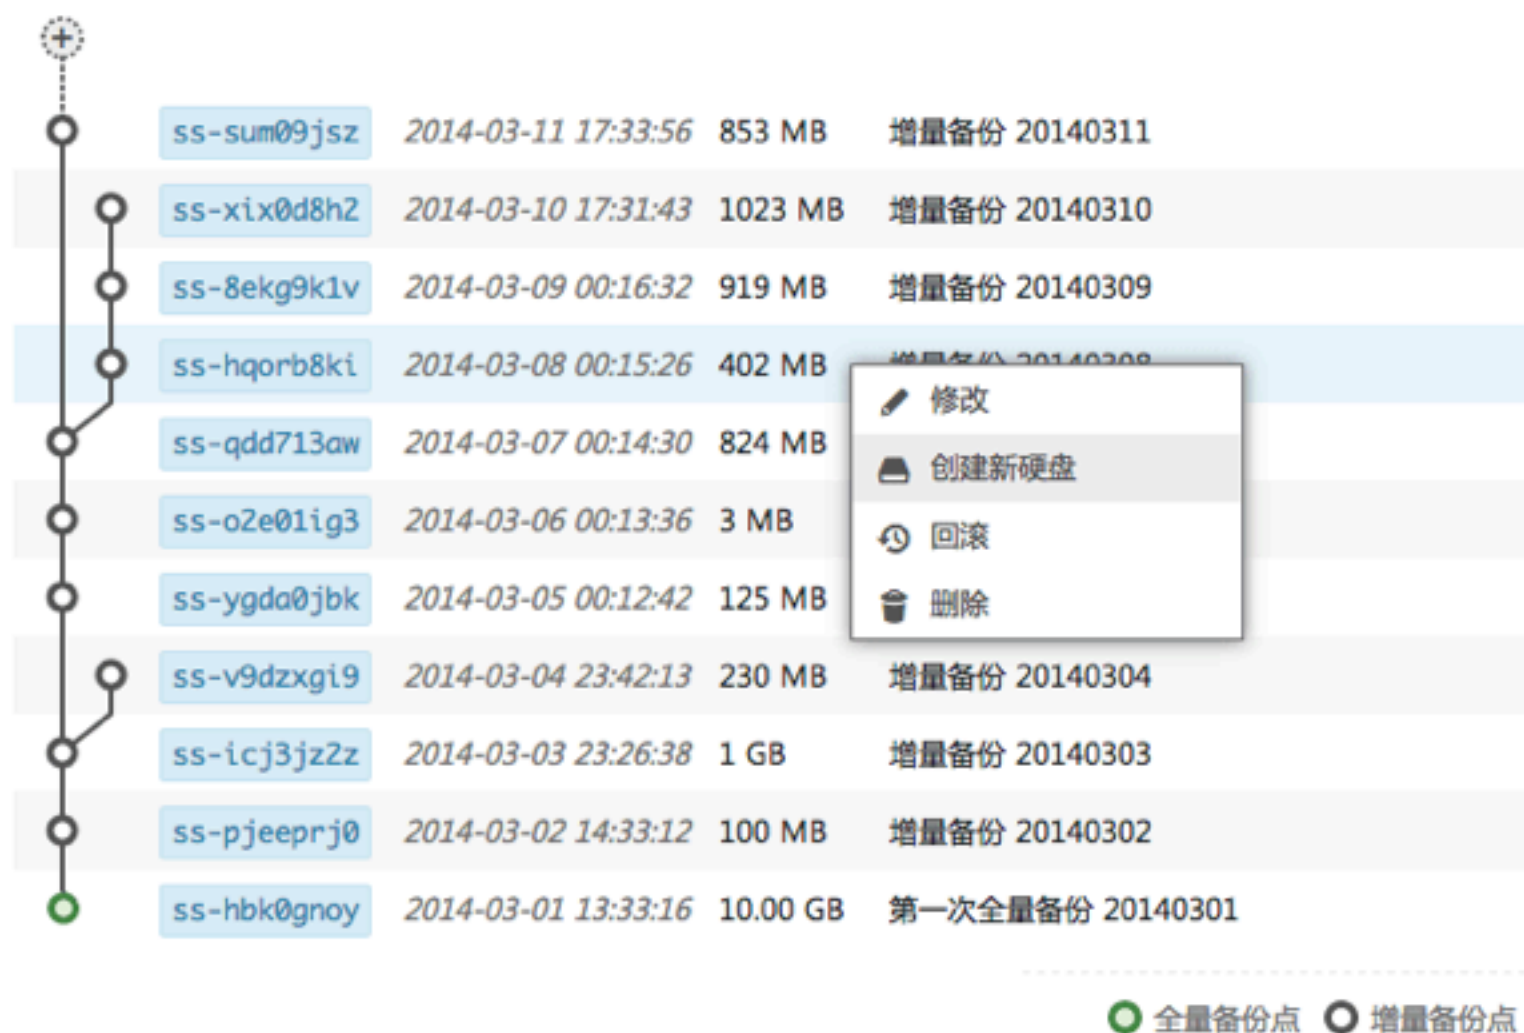 ss-sum09jsz 2014-03-11 17:33:56 853 MB 增量备份 20140311
ss-xix0d8h2 2014-03-10 17:31:43 1023 MB 增量备份 20140310
ss-8ekg9k1v 2014-03-09 00:16:32 919 MB 增量备份 20140309
ss-hqorb8ki 2014-03-08 00:15:26 402 MB 增量备份 20140308
修改
ss-qdd713aw 2014-03-07 00:14:30 824 MB
创建新硬盘
ss-o2e01ig3 2014-03-06 00:13:36 3 MB
回滚
ss-ygda0jbk 2014-03-05 00:12:42 125 MB
删除
ss-v9dzxgi9 2014-03-04 23:42:13 230 MB 增量备份 20140304
ss-icj3jz2z 2014-03-03 23:26:38 1 GB 增量备份 20140303
ss-pjeeprj0 2014-03-02 14:33:12 100 MB 增量备份 20140302
ss-hbk0gnoy 2014-03-01 13:33:16 10.00 GB 第一次全量备份 20140301
全量备份点 增量备份点